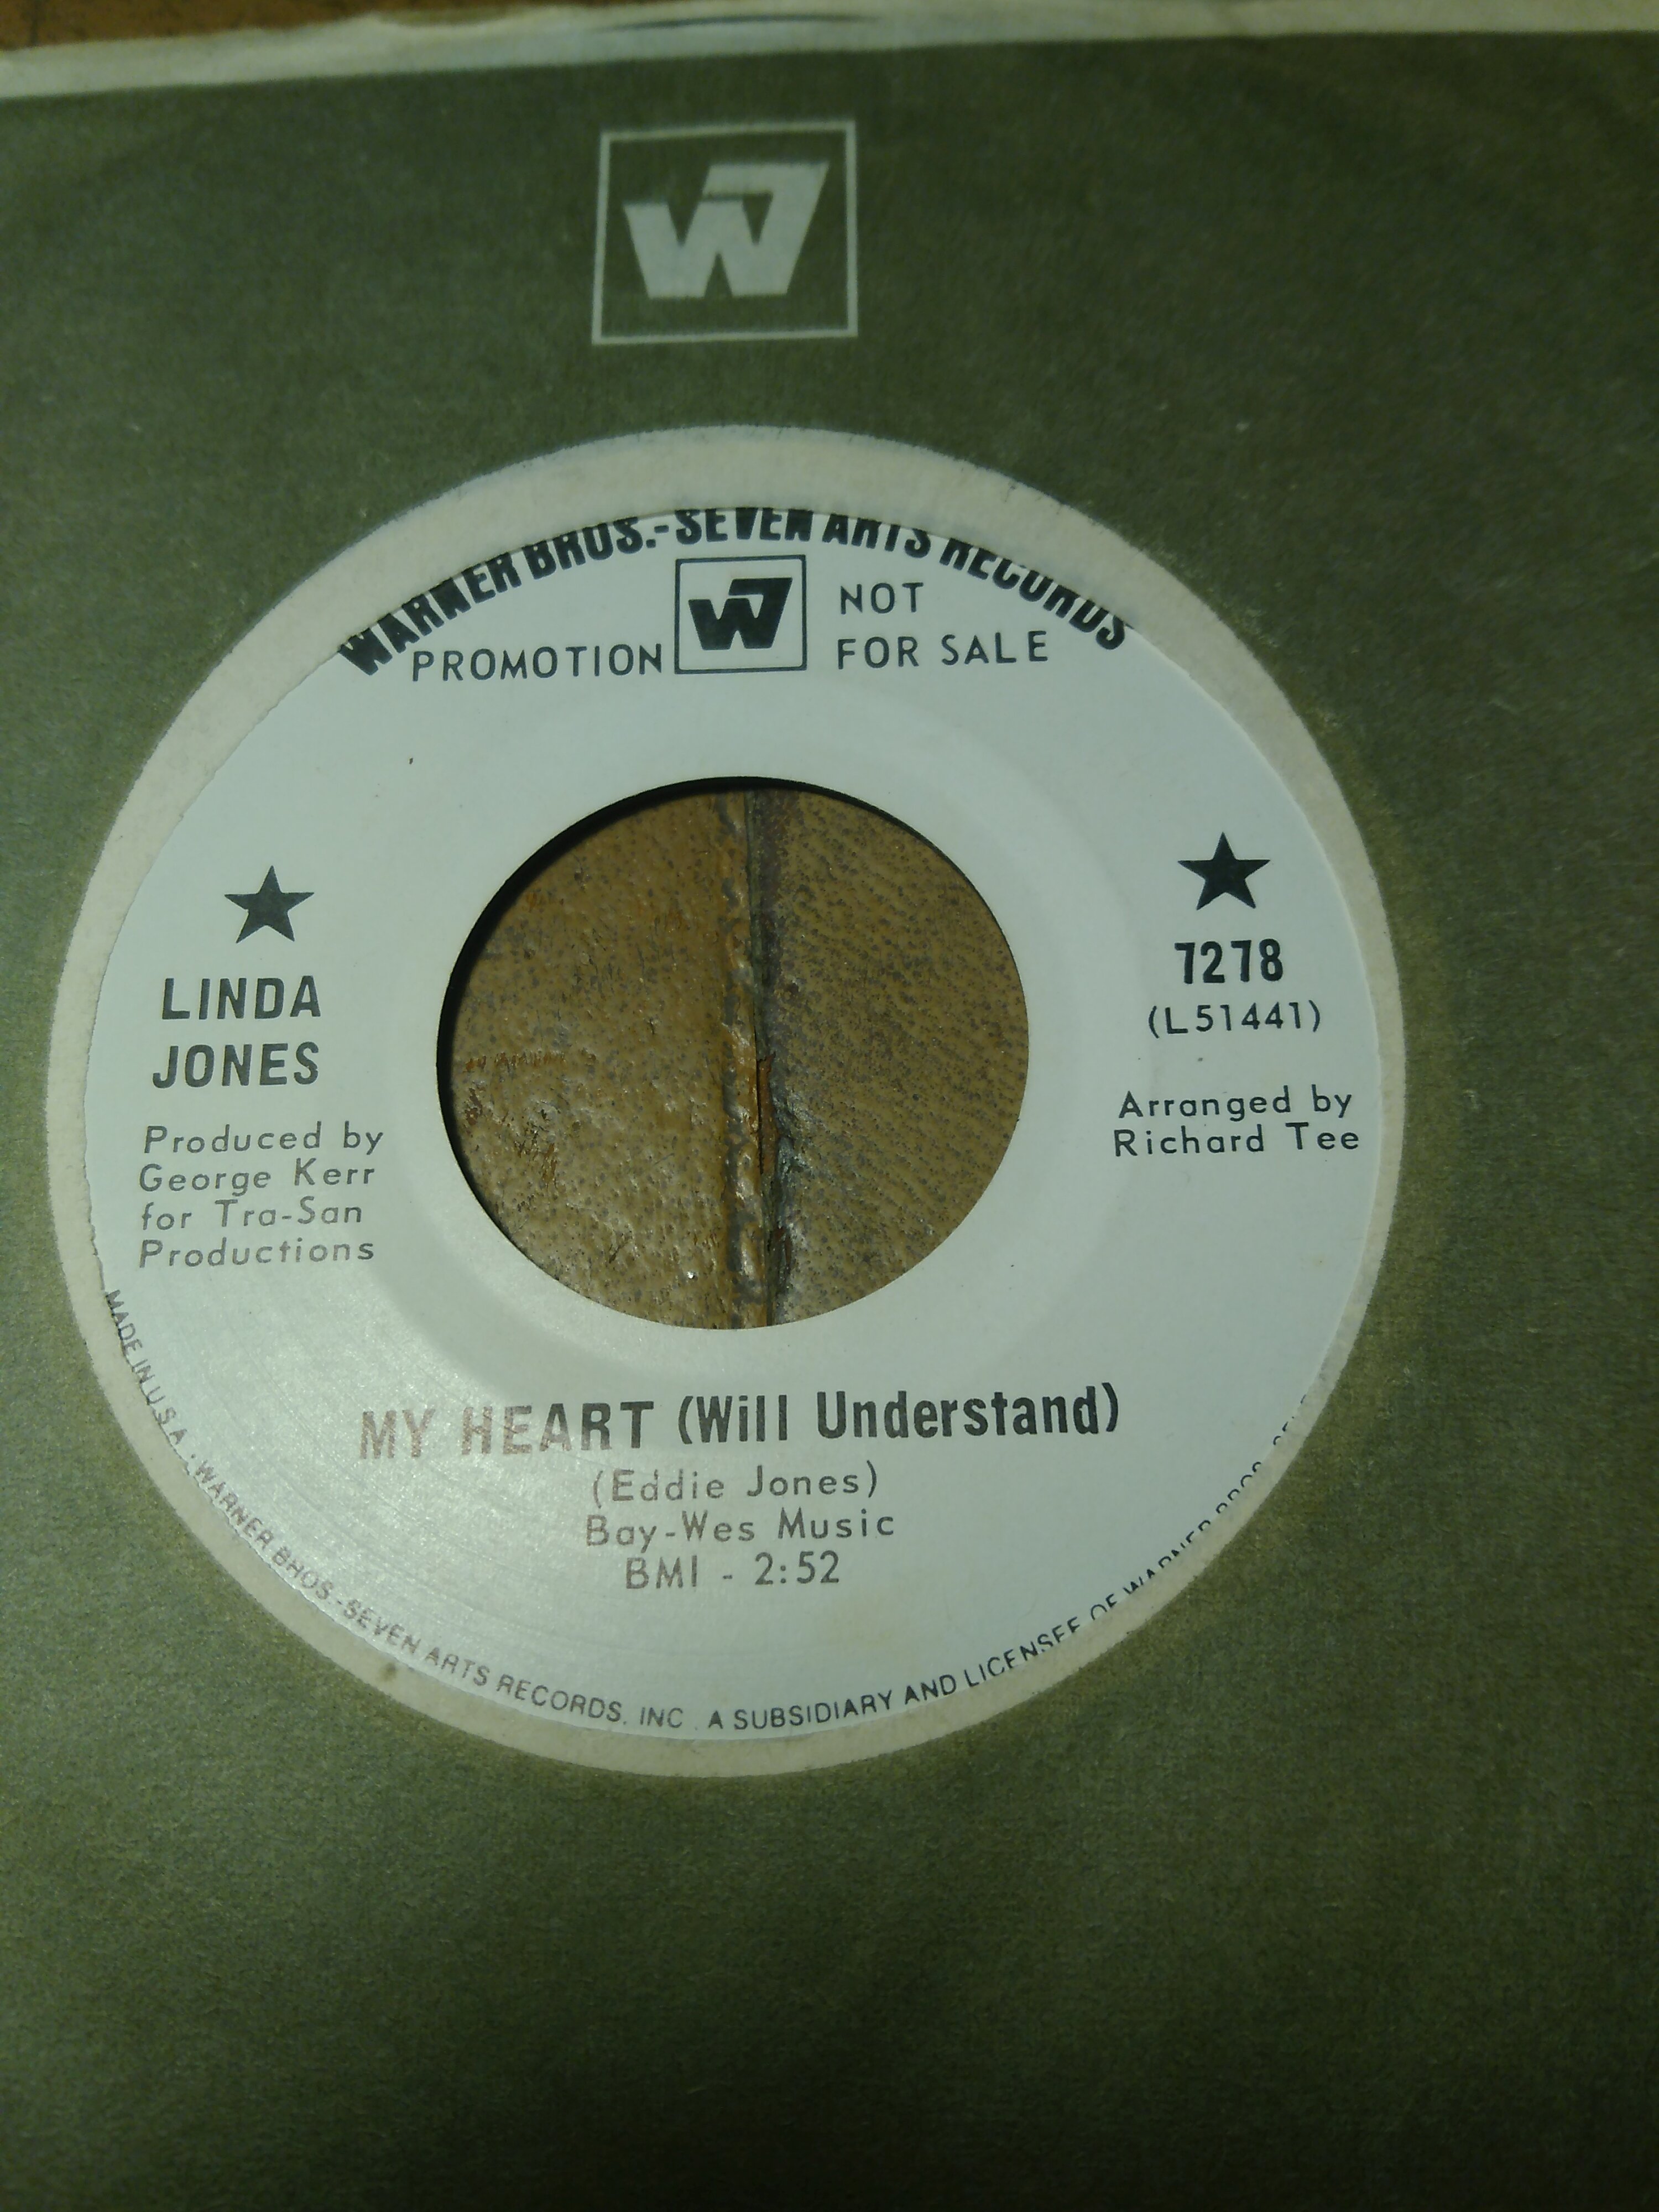 W7
WARNER BROS.-SEVEN ARTS RECORDS
PROMOTION
W7
NOT
FOR SALE
LINDA
JONES
Produced by
George Kerr
for Tra-San
Productions
7278
(L51441)
Arranged by
Richard Tee
MY HEART (Will Understand)
(Eddie Jones)
Bay-Wes Music
BMI - 2:52
MADE IN U.S.A. · WARNER BROS.-SEVEN ARTS RECORDS, INC. A SUBSIDIARY AND LICENSEE OF WARNER BROS.